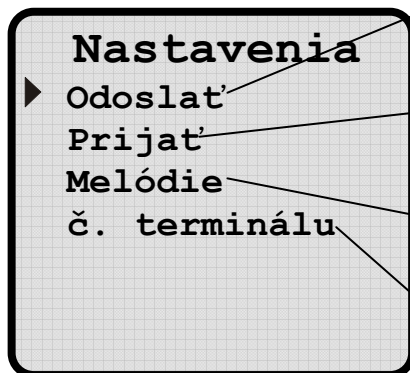 Nastavenia
Odoslať
Prijať
Melódie
č. terminálu